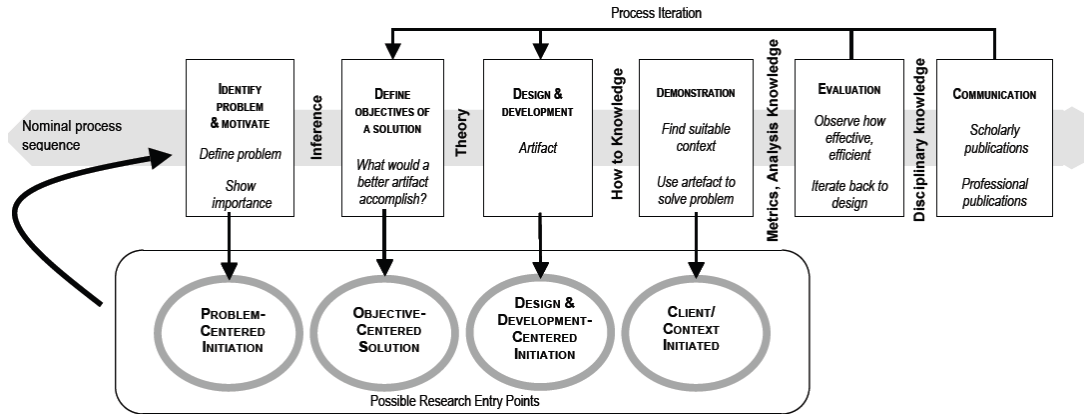 Process Iteration
Nominal process
sequence
IDENTIFY
PROBLEM
& MOTIVATE
Define problem
Show
importance
Inference
DEFINE
OBJECTIVES OF
A SOLUTION
What would a
better artifact
accomplish?
Theory
DESIGN &
DEVELOPMENT
Artifact
How to Knowledge
DEMONSTRATION
Find suitable
context
Use artefact to
solve problem
Metrics, Analysis Knowledge
EVALUATION
Observe how
effective,
efficient
Iterate back to
design
Disciplinary knowledge
COMMUNICATION
Scholarly
publications
Professional
publications
PROBLEM-
CENTERED
INITIATION
OBJECTIVE-
CENTERED
SOLUTION
DESIGN &
DEVELOPMENT-
CENTERED
INITIATION
CLIENT/
CONTEXT
INITIATED
Possible Research Entry Points